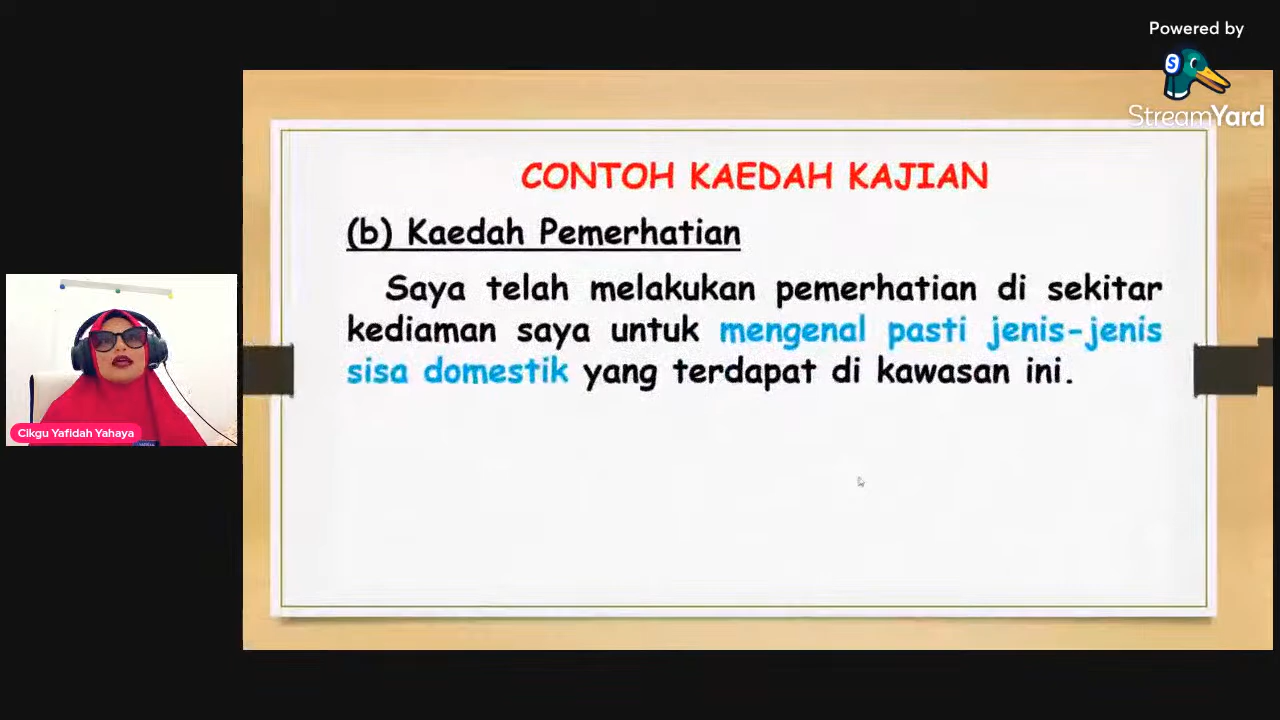 Powered by
StreamYard
CONTOH KAEDAH KAJIAN
(b) Kaedah Pemerhatian
Saya telah melakukan pemerhatian di sekitar
kediaman saya untuk mengenal pasti jenis-jenis
sisa domestik yang terdapat di kawasan ini.
Cikgu Yafidah Yahaya